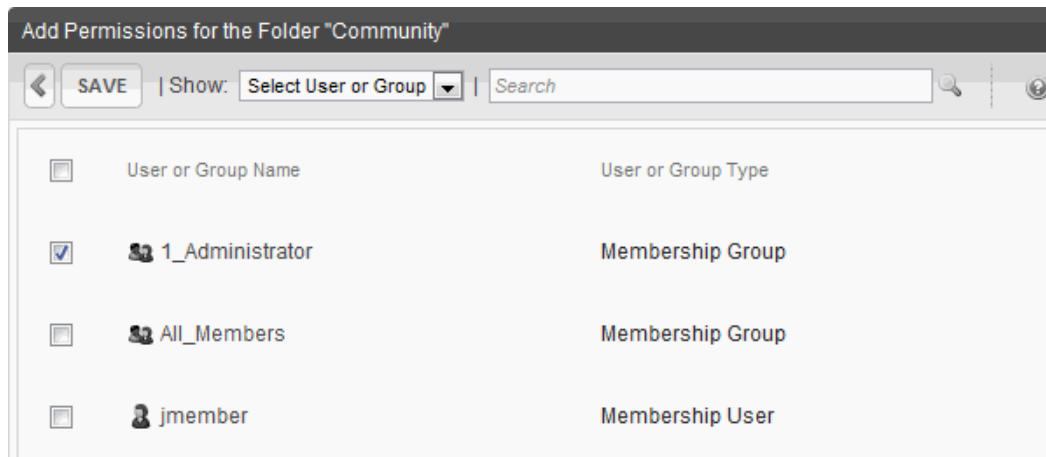 Add Permissions for the Folder "Community"
SAVE | Show: Select User or Group | Search
User or Group Name User or Group Type
1_Administrator Membership Group
All_Members Membership Group
jmember Membership User